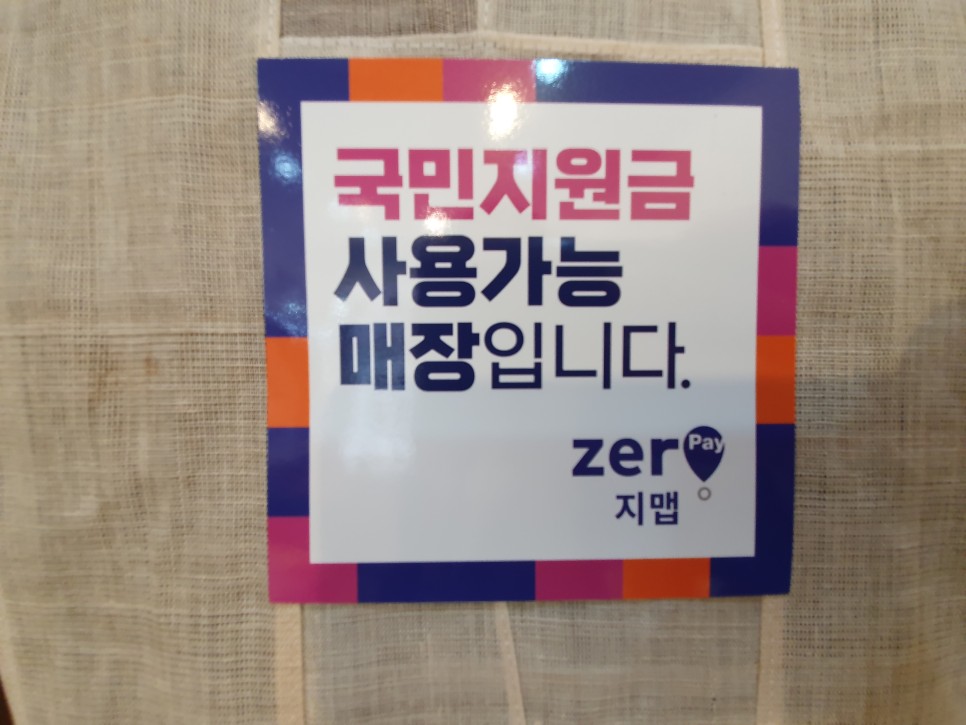 국민지원금
사용가능
매장입니다.
zero Pay
지맵